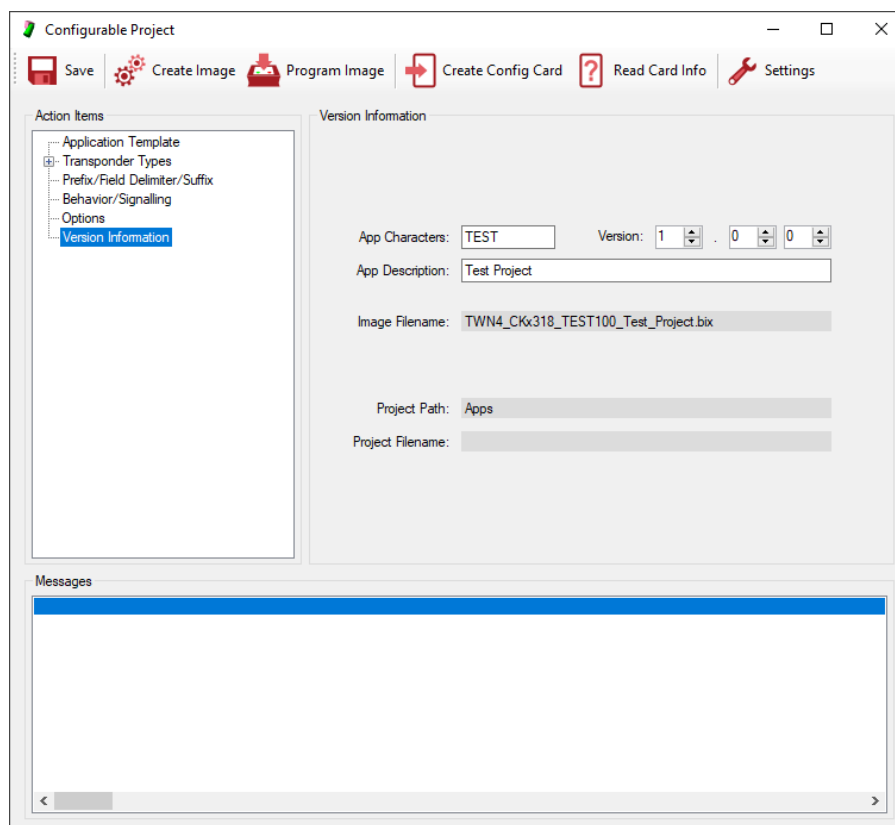 Configurable Project
Save Create Image Program Image Create Config Card Read Card Info Settings
Action Items
Application Template
Transponder Types
Prefix/Field Delimiter/Suffix
Behavior/Signalling
Options
Version Information
Version Information
App Characters: TEST Version: 1 . 0 0
App Description: Test Project
Image Filename: TWN4_CKx318_TEST100_Test_Project.bix
Project Path: Apps
Project Filename:
Messages